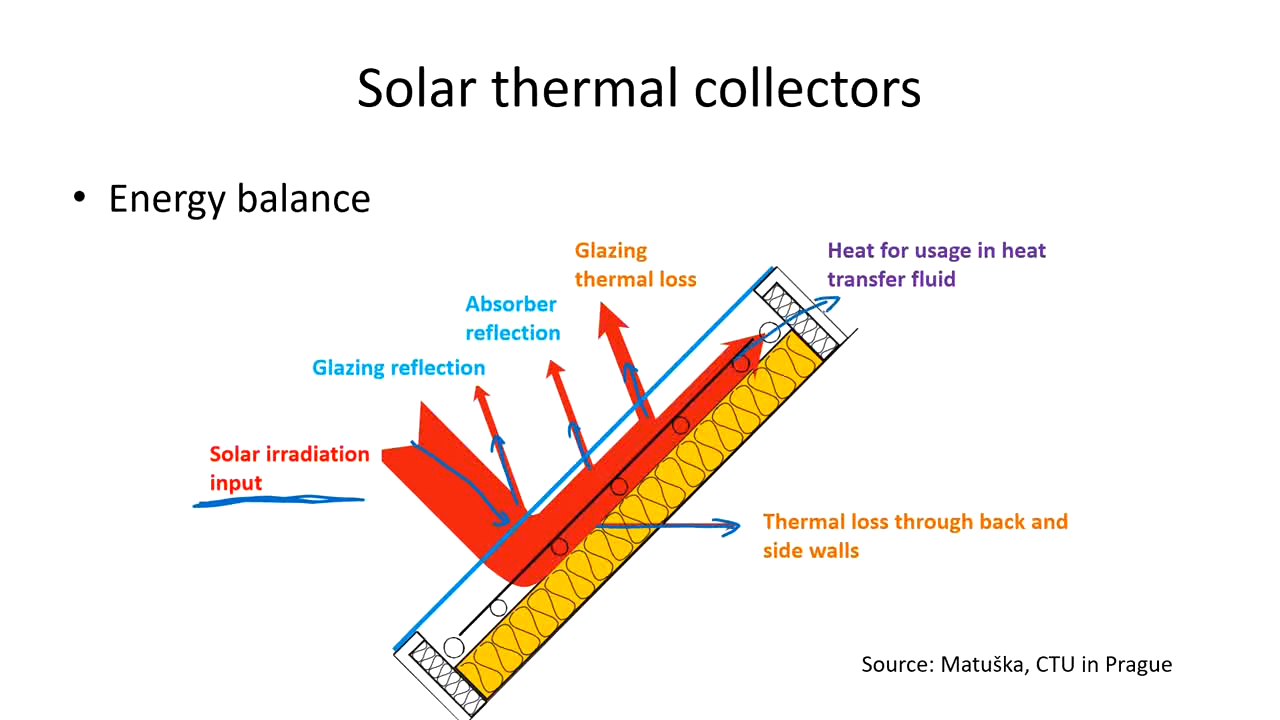 Solar thermal collectors
• Energy balance
Glazing
thermal loss
Heat for usage in heat
transfer fluid
Absorber
reflection
Glazing reflection
Solar irradiation
input
Thermal loss through back and
side walls
Source: Matuška, CTU in Prague